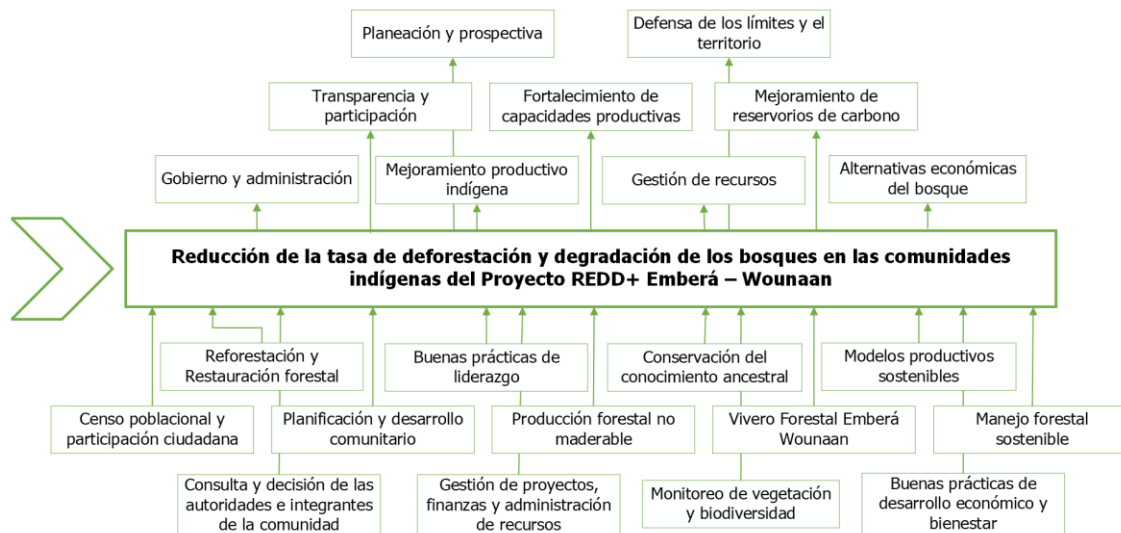 Planeación y prospectiva
Defensa de los límites y el
territorio
Transparencia y
participación
Fortalecimiento de
capacidades productivas
Mejoramiento de
reservorios de carbono
Gobierno y administración
Mejoramiento productivo
indígena
Gestión de recursos
Alternativas económicas
del bosque
Reducción de la tasa de deforestación y degradación de los bosques en las comunidades
indígenas del Proyecto REDD+ Emberá – Wounaan
Reforestación y
Restauración forestal
Buenas prácticas de
liderazgo
Conservación del
conocimiento ancestral
Modelos productivos
sostenibles
Censo poblacional y
participación ciudadana
Planificación y desarrollo
comunitario
Producción forestal no
maderable
Vivero Forestal Emberá
Wounaan
Manejo forestal
sostenible
Consulta y decisión de las
autoridades e integrantes
de la comunidad
Gestión de proyectos,
finanzas y administración
de recursos
Monitoreo de vegetación
y biodiversidad
Buenas prácticas de
desarrollo económico y
bienestar